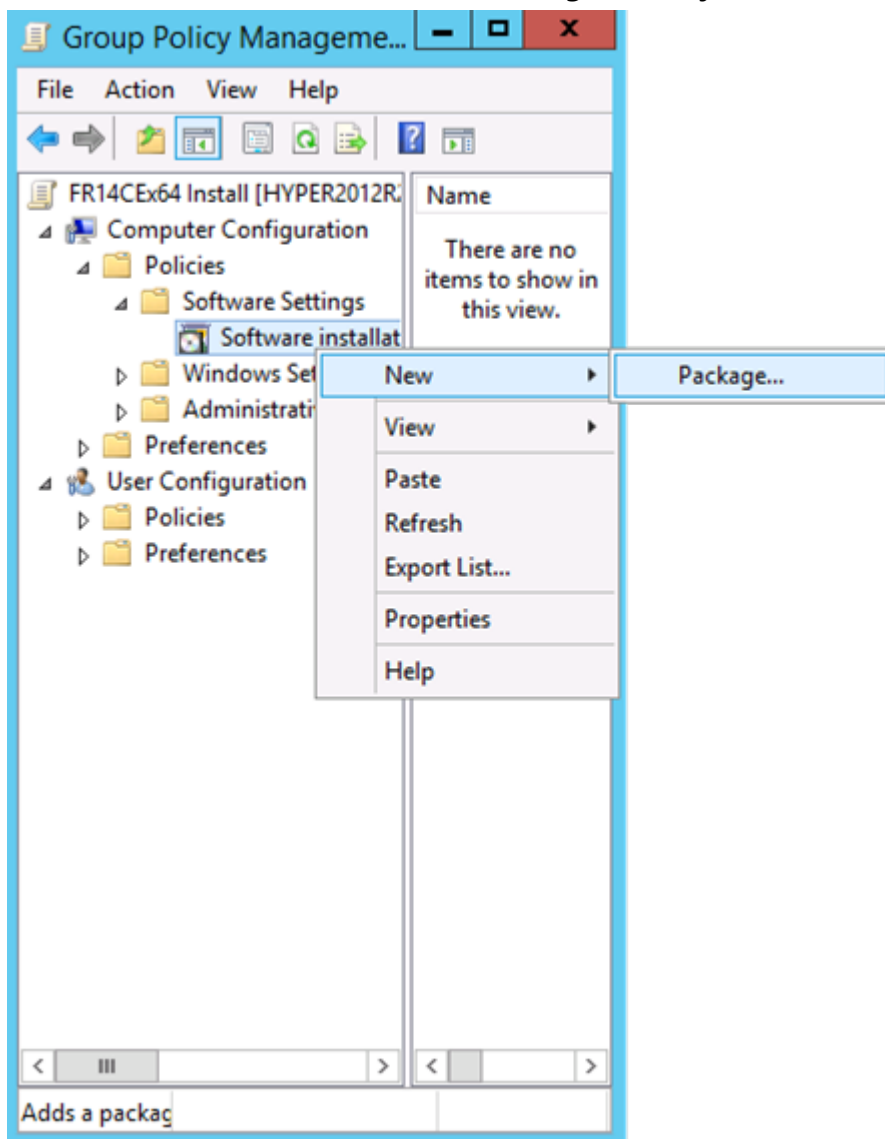 Group Policy Manageme...
File Action View Help
FR14CEx64 Install [HYPER2012R2
Name
Computer Configuration
There are no
items to show in
this view.
Policies
Software Settings
Software installat
Windows Set
Administrati
Preferences
User Configuration
Policies
Preferences
New
Package...
View
Paste
Refresh
Export List...
Properties
Help
Adds a packag